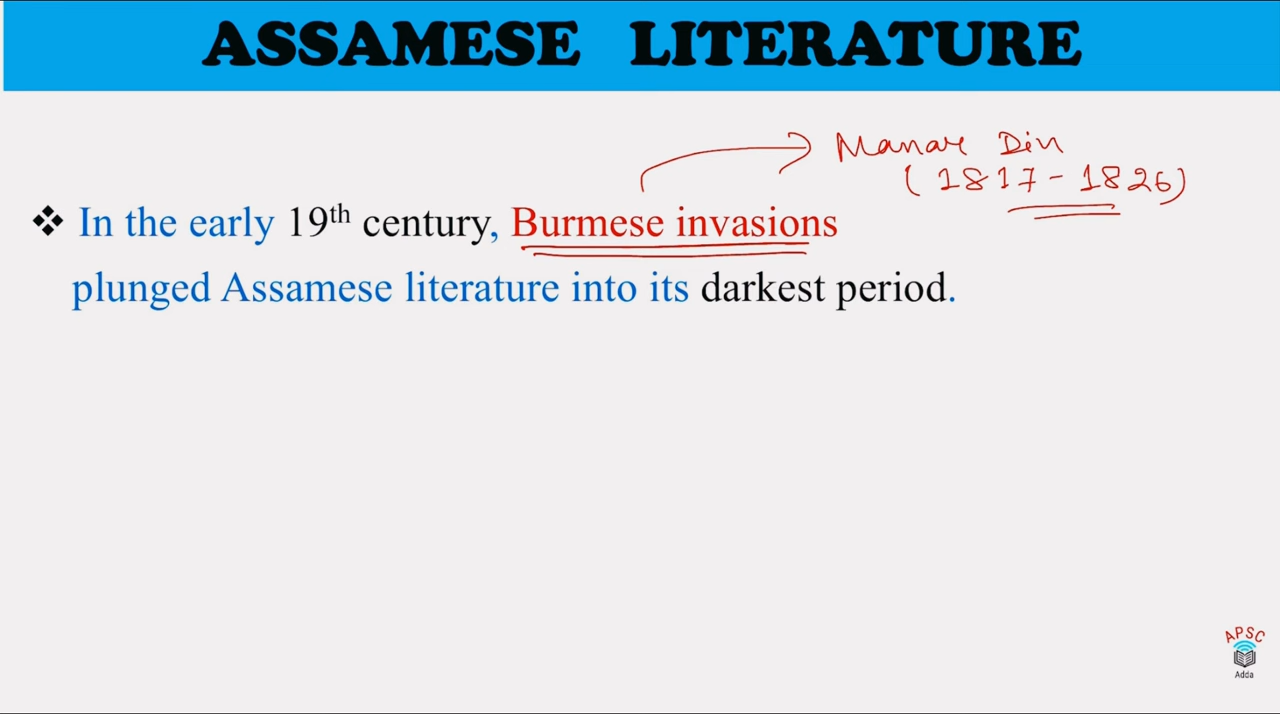 ASSAMESE LITERATURE
Manar Din
(1817-1826)
❖ In the early 19th century, Burmese invasions
plunged Assamese literature into its darkest period.
APSC
Adda